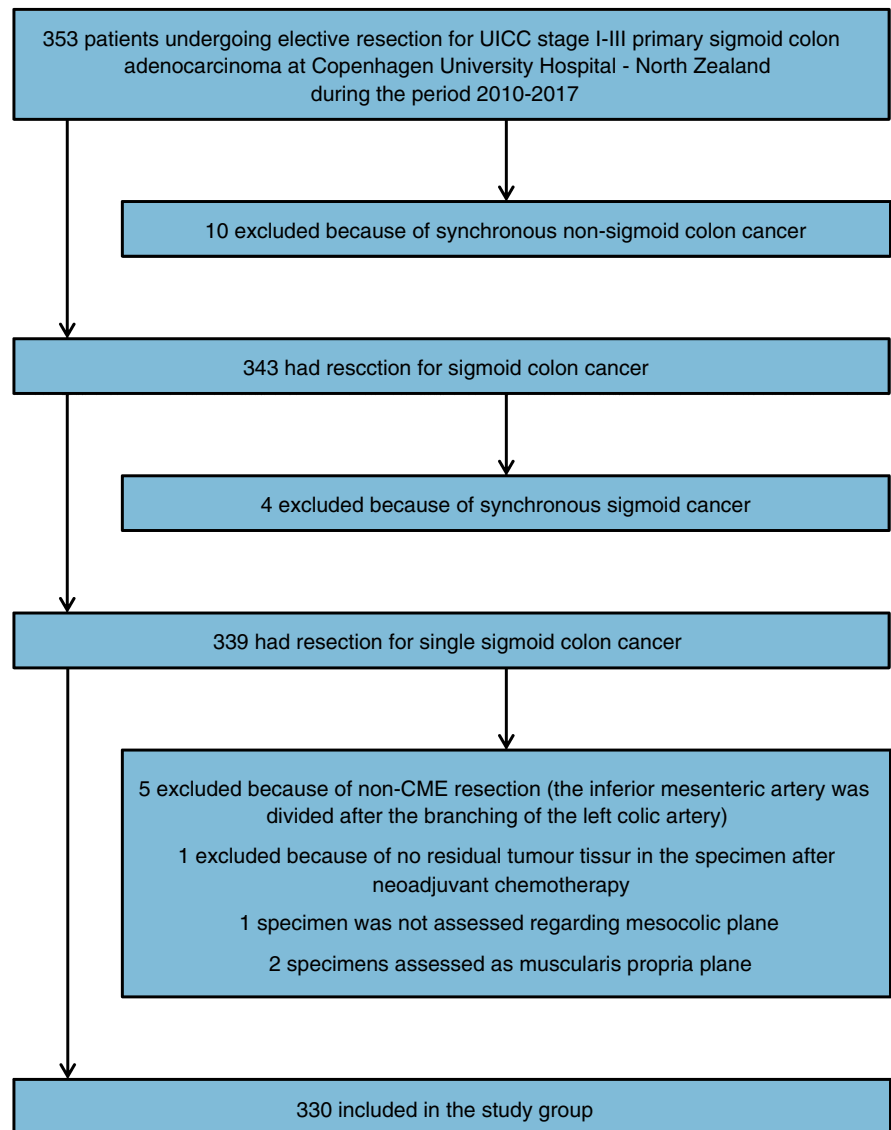 353 patients undergoing elective resection for UICC stage I-III primary sigmoid colon
adenocarcinoma at Copenhagen University Hospital - North Zealand
during the period 2010-2017
10 excluded because of synchronous non-sigmoid colon cancer
343 had rescction for sigmoid colon cancer
4 excluded because of synchronous sigmoid cancer
339 had resection for single sigmoid colon cancer
5 excluded because of non-CME resection (the inferior mesenteric artery was
divided after the branching of the left colic artery)
1 excluded because of no residual tumour tissur in the specimen after
neoadjuvant chemotherapy
1 specimen was not assessed regarding mesocolic plane
2 specimens assessed as muscularis propria plane
330 included in the study group